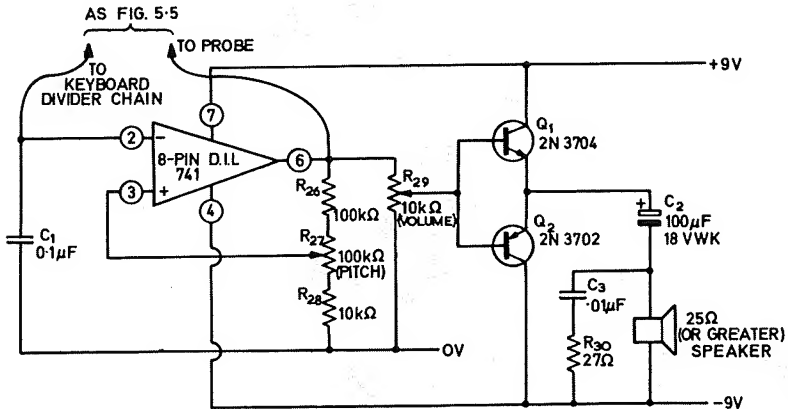 AS FIG. 5·5
TO
KEYBOARD
DIVIDER CHAIN
TO PROBE
+9V
7
2
−
8-PIN D.I.L
741
6
3
+
4
R26
100kΩ
R27
100kΩ
(PITCH)
R28
10kΩ
R29
10kΩ
(VOLUME)
Q1
2N 3704
Q2
2N 3702
C1
0·1µF
+
C2
100µF
18 VWK
C3
·01µF
R30
27Ω
25Ω
(OR GREATER)
SPEAKER
0V
−9V